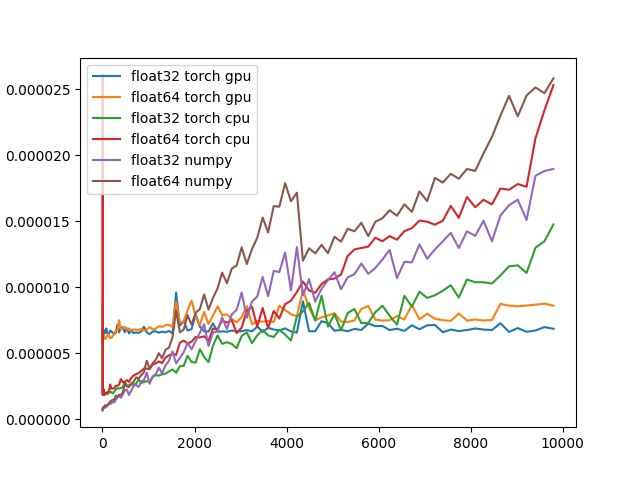 float32 torch gpu
float64 torch gpu
float32 torch cpu
float64 torch cpu
float32 numpy
float64 numpy
0.000025
0.000020
0.000015
0.000010
0.000005
0.000000
0 2000 4000 6000 8000 10000